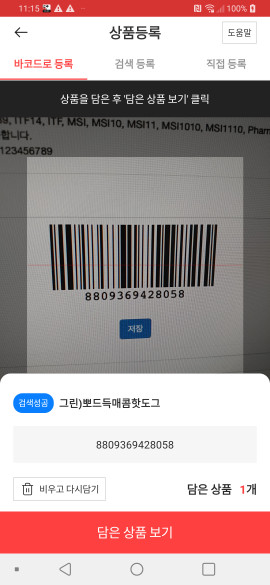 11:15
100%
상품등록
도움말
바코드로 등록
검색 등록
직접 등록
상품을 담은 후 '담은 상품 보기' 클릭
39, ITF14, ITF, MSI, MSI10, MSI11, MSI1010, MSI1110, Pharm
합니다.
123456789
8809369428058
저장
검색성공
그린)뽀드득매콤핫도그
8809369428058
비우고 다시담기
담은 상품 1개
담은 상품 보기